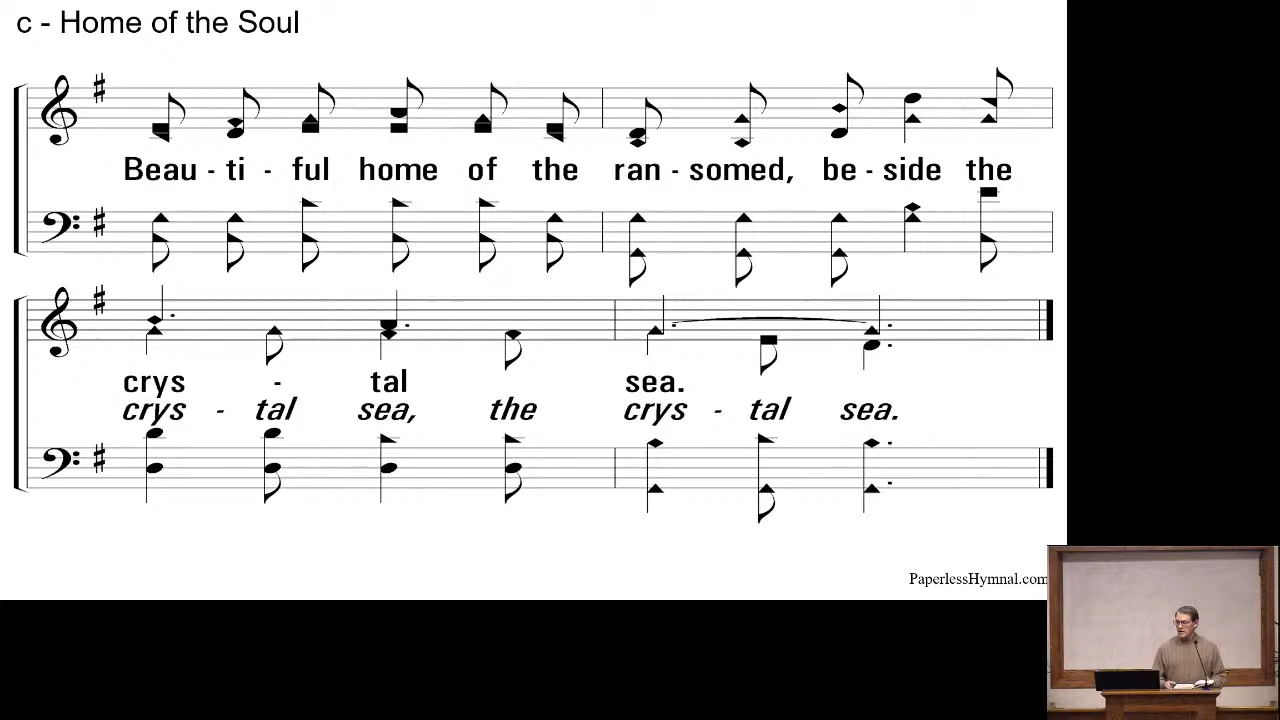 c - Home of the Soul
Beau - ti - ful home of the ran - somed, be - side the
crys - tal sea.
crys - tal sea, the crys - tal sea.
PaperlessHymnal.com